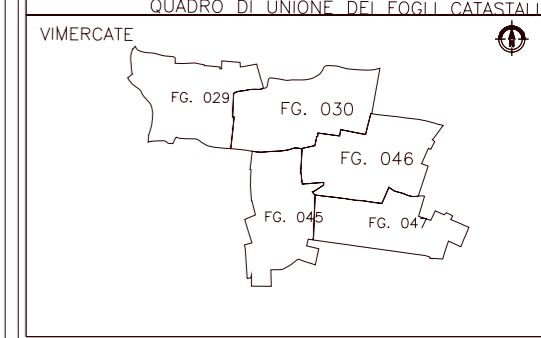 QUADRO DI UNIONE DEI FOGLI CATASTALI
VIMERCATE
FG. 029
FG. 030
FG. 046
FG. 045
FG. 047